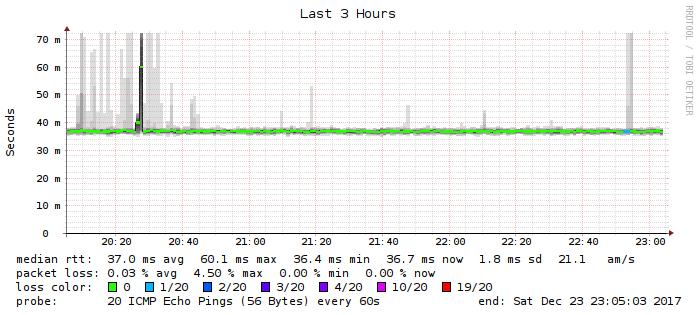 Last 3 Hours
RRDTOOL / TOBI OETIKER
Seconds
70 m
60 m
50 m
40 m
30 m
20 m
10 m
0
20:20 20:40 21:00 21:20 21:40 22:00 22:20 22:40 23:00
median rtt: 37.0 ms avg 60.1 ms max 36.4 ms min 36.7 ms now 1.8 ms sd 21.1 am/s
packet loss: 0.03 % avg 4.50 % max 0.00 % min 0.00 % now
loss color: 0 1/20 2/20 3/20 4/20 10/20 19/20
probe: 20 ICMP Echo Pings (56 Bytes) every 60s end: Sat Dec 23 23:05:03 2017